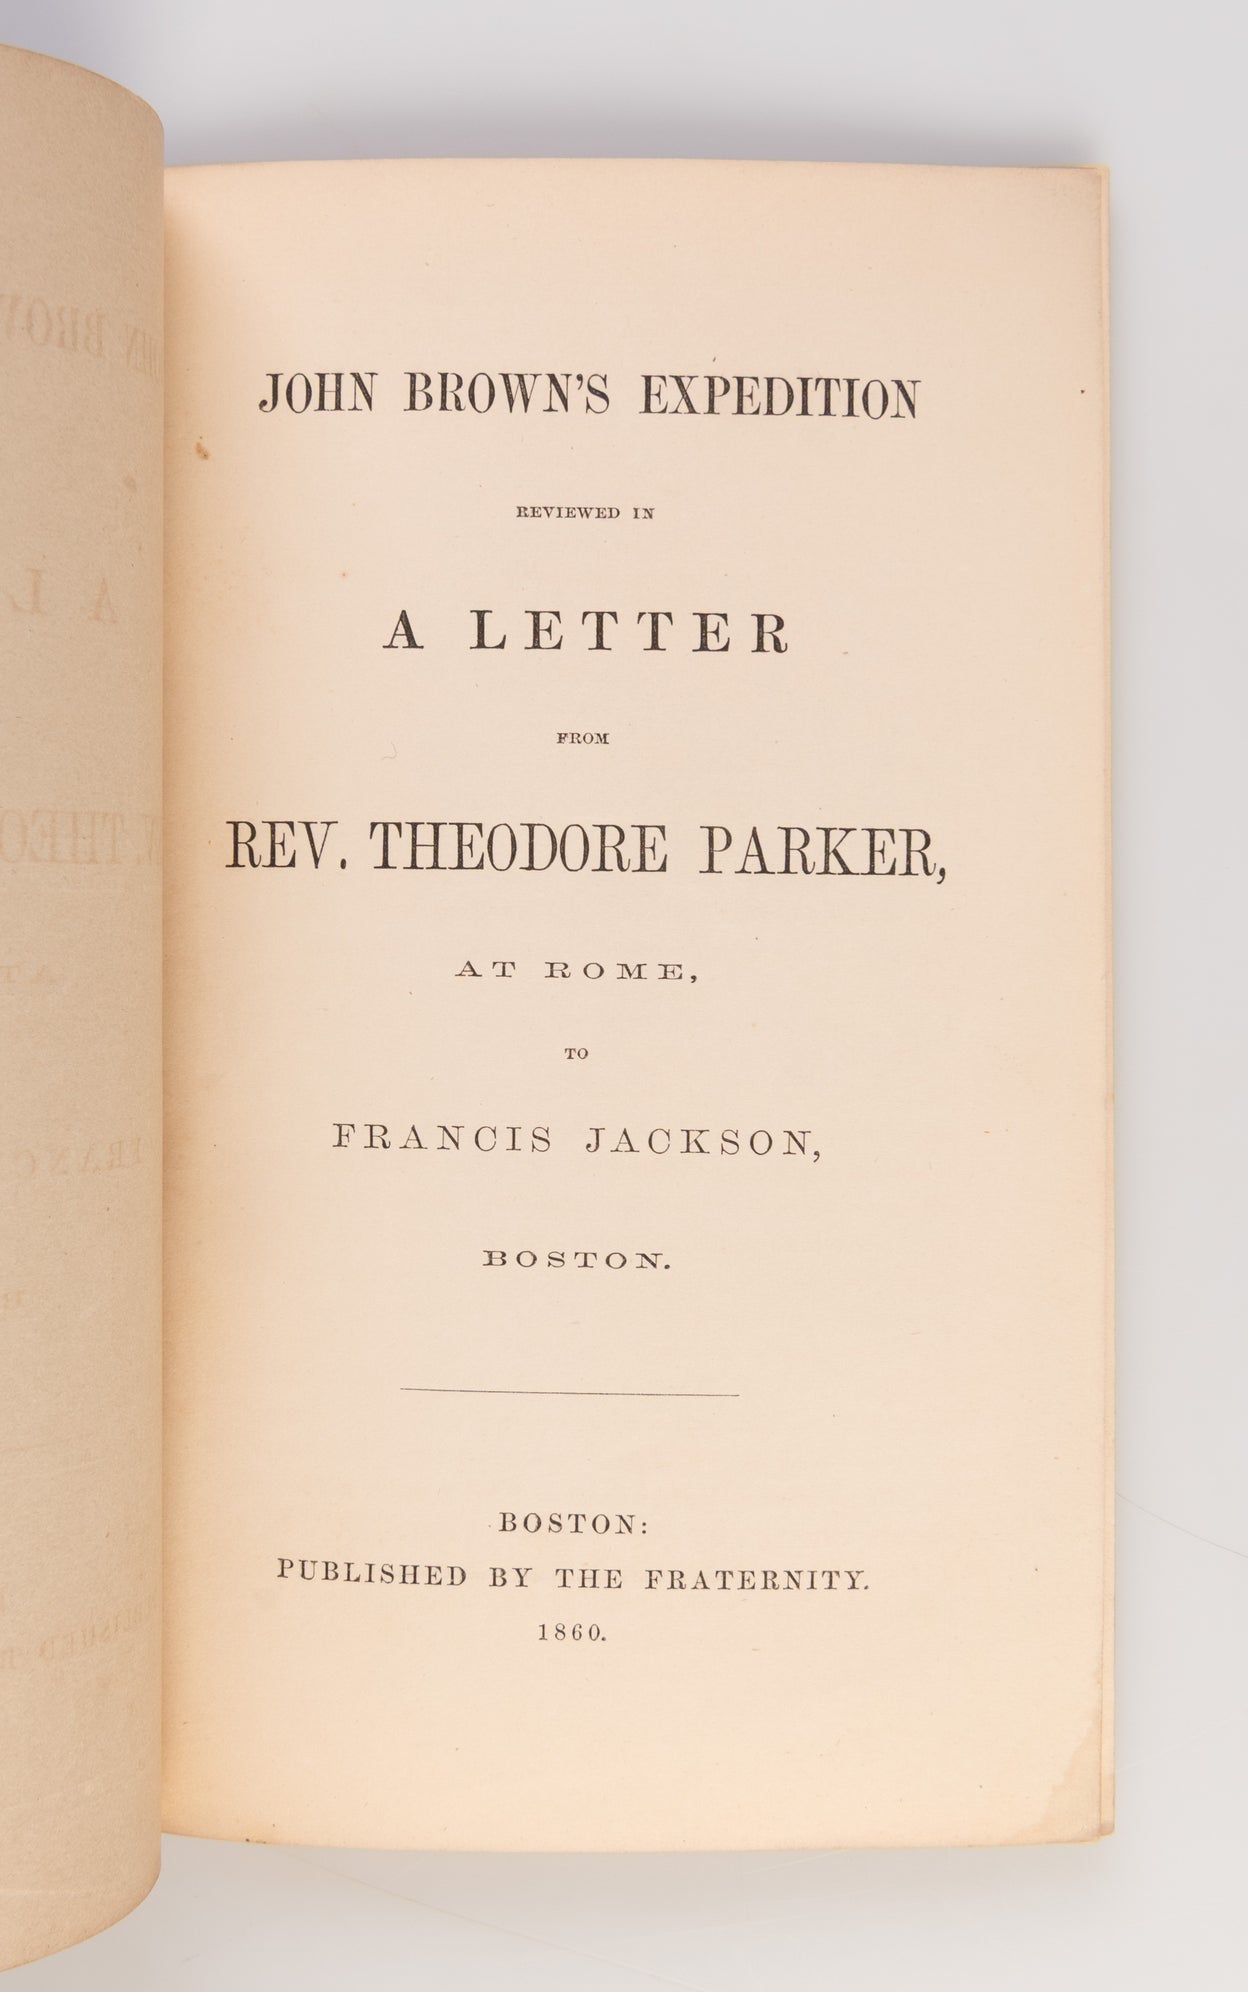 JOHN BROWN'S EXPEDITION
REVIEWED IN
A LETTER
FROM
REV. THEODORE PARKER,
AT ROME,
TO
FRANCIS JACKSON,
BOSTON.
BOSTON:
PUBLISHED BY THE FRATERNITY.
1860.